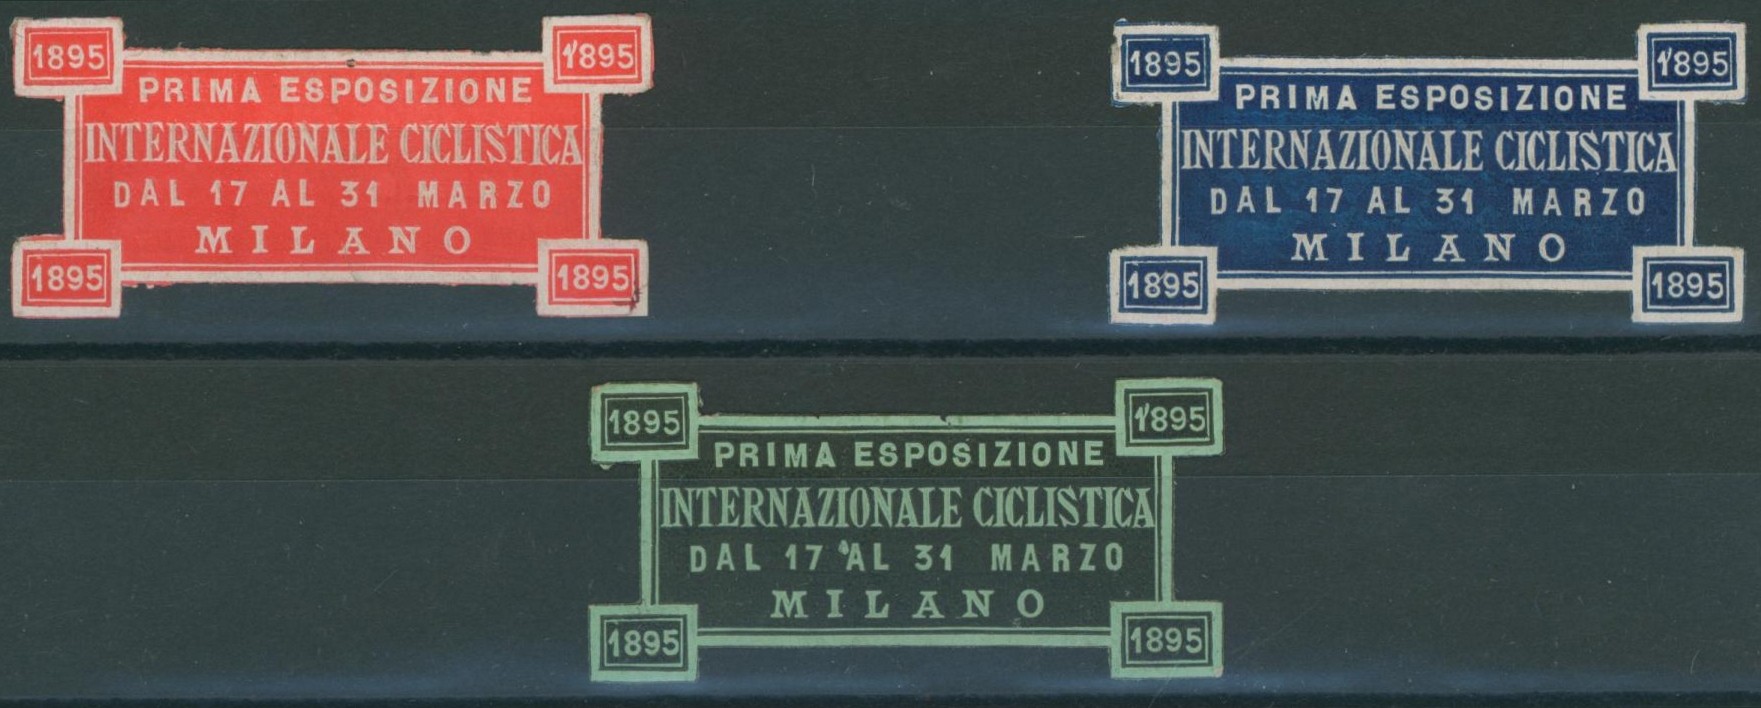 1895 1895
PRIMA ESPOSIZIONE
INTERNAZIONALE CICLISTICA
DAL 17 AL 31 MARZO
MILANO
1895 1895
1895 1895
PRIMA ESPOSIZIONE
INTERNAZIONALE CICLISTICA
DAL 17 AL 31 MARZO
MILANO
1895 1895
1895 1895
PRIMA ESPOSIZIONE
INTERNAZIONALE CICLISTICA
DAL 17 AL 31 MARZO
MILANO
1895 1895